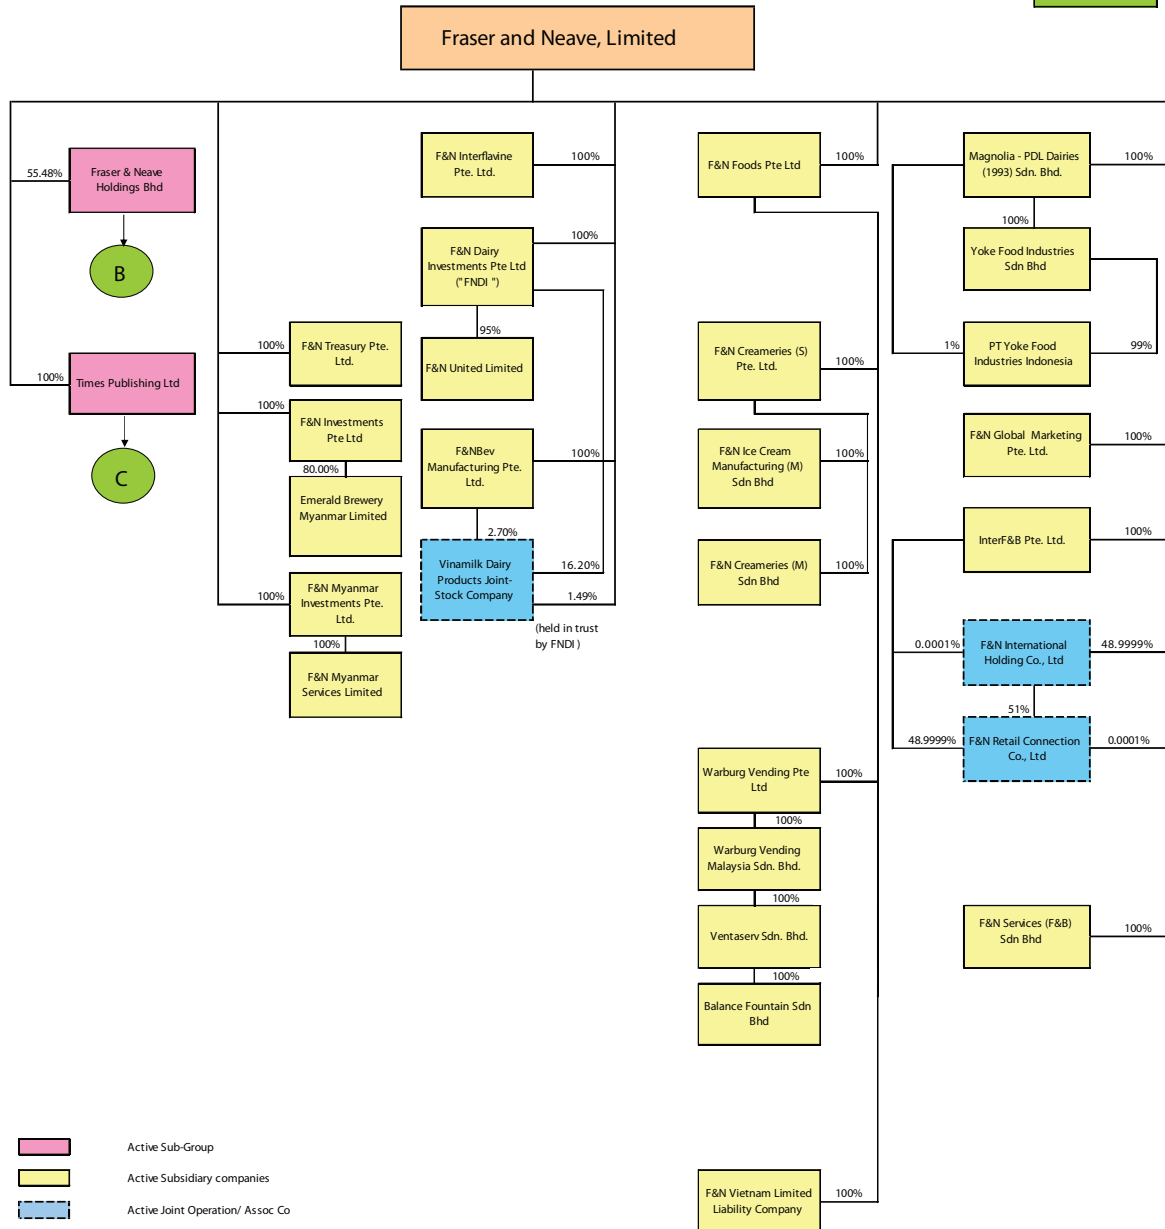 Fraser and Neave, Limited
55.48%
Fraser & Neave
Holdings Bhd
B
100%
Times Publishing Ltd
C
100%
F&N Treasury Pte.
Ltd.
100%
F&N Investments
Pte Ltd
80.00%
Emerald Brewery
Myanmar Limited
100%
F&N Myanmar
Investments Pte.
Ltd.
100%
F&N Myanmar
Services Limited
F&N Interflavine
Pte. Ltd.
100%
F&N Dairy
Investments Pte Ltd
("FNDI ")
100%
95%
F&N United Limited
F&NBev
Manufacturing Pte.
Ltd.
100%
2.70%
Vinamilk Dairy
Products Joint-
Stock Company
16.20%
1.49%
(held in trust
by FNDI )
F&N Foods Pte Ltd
100%
F&N Creameries (S)
Pte. Ltd.
100%
F&N Ice Cream
Manufacturing (M)
Sdn Bhd
100%
F&N Creameries (M)
Sdn Bhd
100%
Warburg Vending Pte
Ltd
100%
100%
Warburg Vending
Malaysia Sdn. Bhd.
100%
Ventaserv Sdn. Bhd.
100%
Balance Fountain Sdn
Bhd
F&N Vietnam Limited
Liability Company
100%
Magnolia - PDL Dairies
(1993) Sdn. Bhd.
100%
100%
Yoke Food Industries
Sdn Bhd
1%
PT Yoke Food
Industries Indonesia
99%
F&N Global Marketing
Pte. Ltd.
100%
InterF&B Pte. Ltd.
100%
0.0001%
F&N International
Holding Co., Ltd
48.9999%
51%
48.9999%
F&N Retail Connection
Co., Ltd
0.0001%
F&N Services (F&B)
Sdn Bhd
100%
Active Sub-Group
Active Subsidiary companies
Active Joint Operation/ Assoc Co